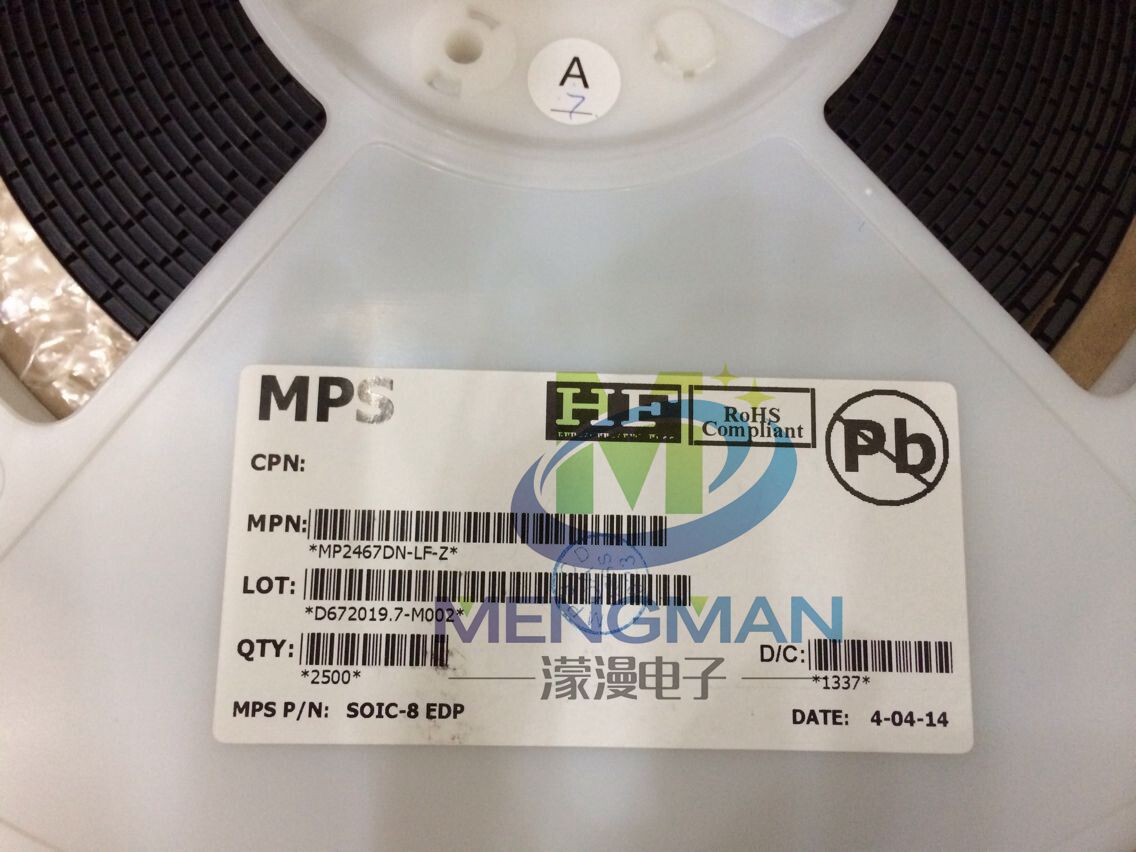 A
7
MPS
HF
RoHS
Compliant
Pb
CPN:
MPN:
*MP2467DN-LF-Z*
LOT:
*D672019.7-M002*
MENGMAN
QTY:
*2500*
D/C:
*1337*
濛漫电子
MPS P/N: SOIC-8 EDP
DATE: 4-04-14